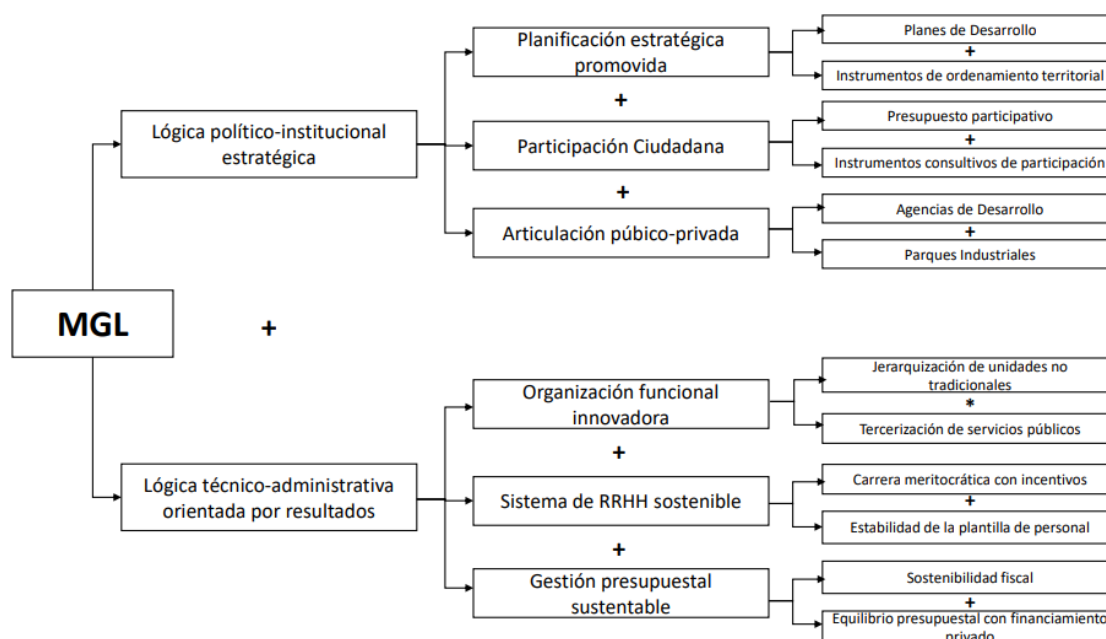 MGL
+
Lógica político-institucional
estratégica
Planificación estratégica
promovida
+
Participación Ciudadana
+
Articulación púbico-privada
Planes de Desarrollo
+
Instrumentos de ordenamiento territorial
Presupuesto participativo
+
Instrumentos consultivos de participación
Agencias de Desarrollo
+
Parques Industriales
Lógica técnico-administrativa
orientada por resultados
Organización funcional
innovadora
+
Sistema de RRHH sostenible
+
Gestión presupuestal
sustentable
Jerarquización de unidades no
tradicionales
*
Tercerización de servicios públicos
Carrera meritocrática con incentivos
+
Estabilidad de la plantilla de personal
Sostenibilidad fiscal
+
Equilibrio presupuestal con financiamiento
privado